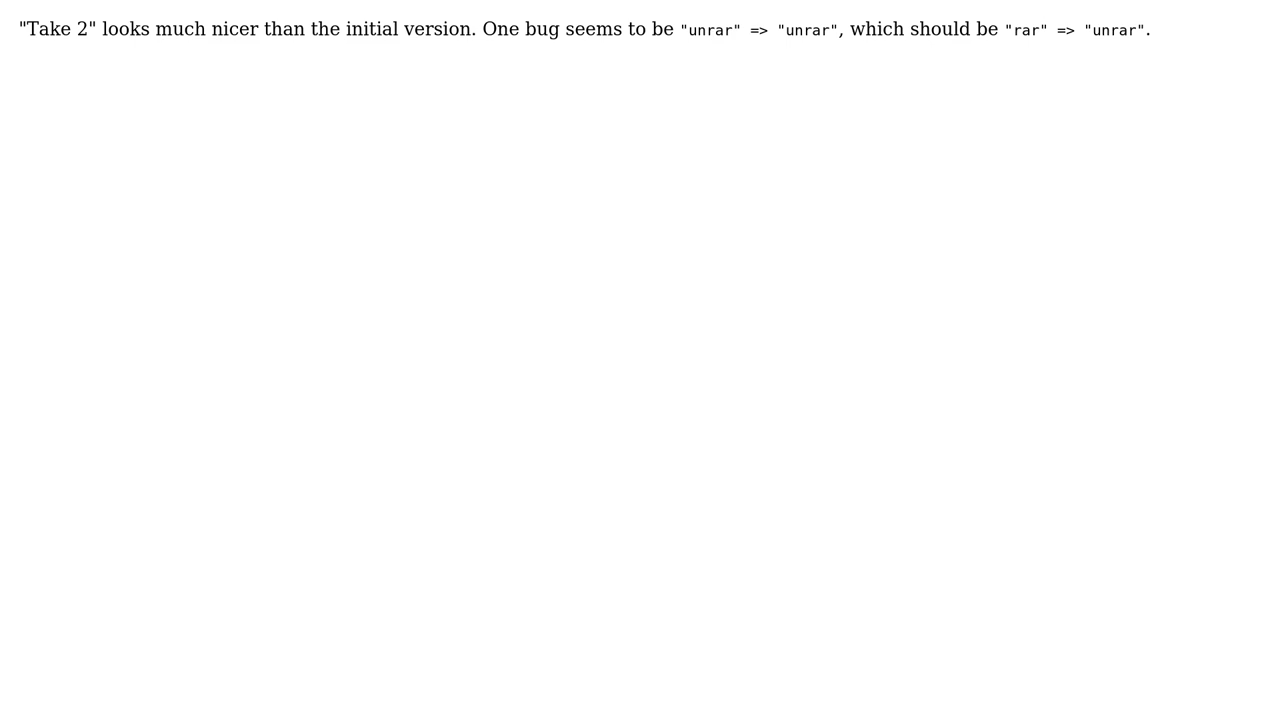 "Take 2" looks much nicer than the initial version. One bug seems to be "unrar" => "unrar", which should be "rar" => "unrar".